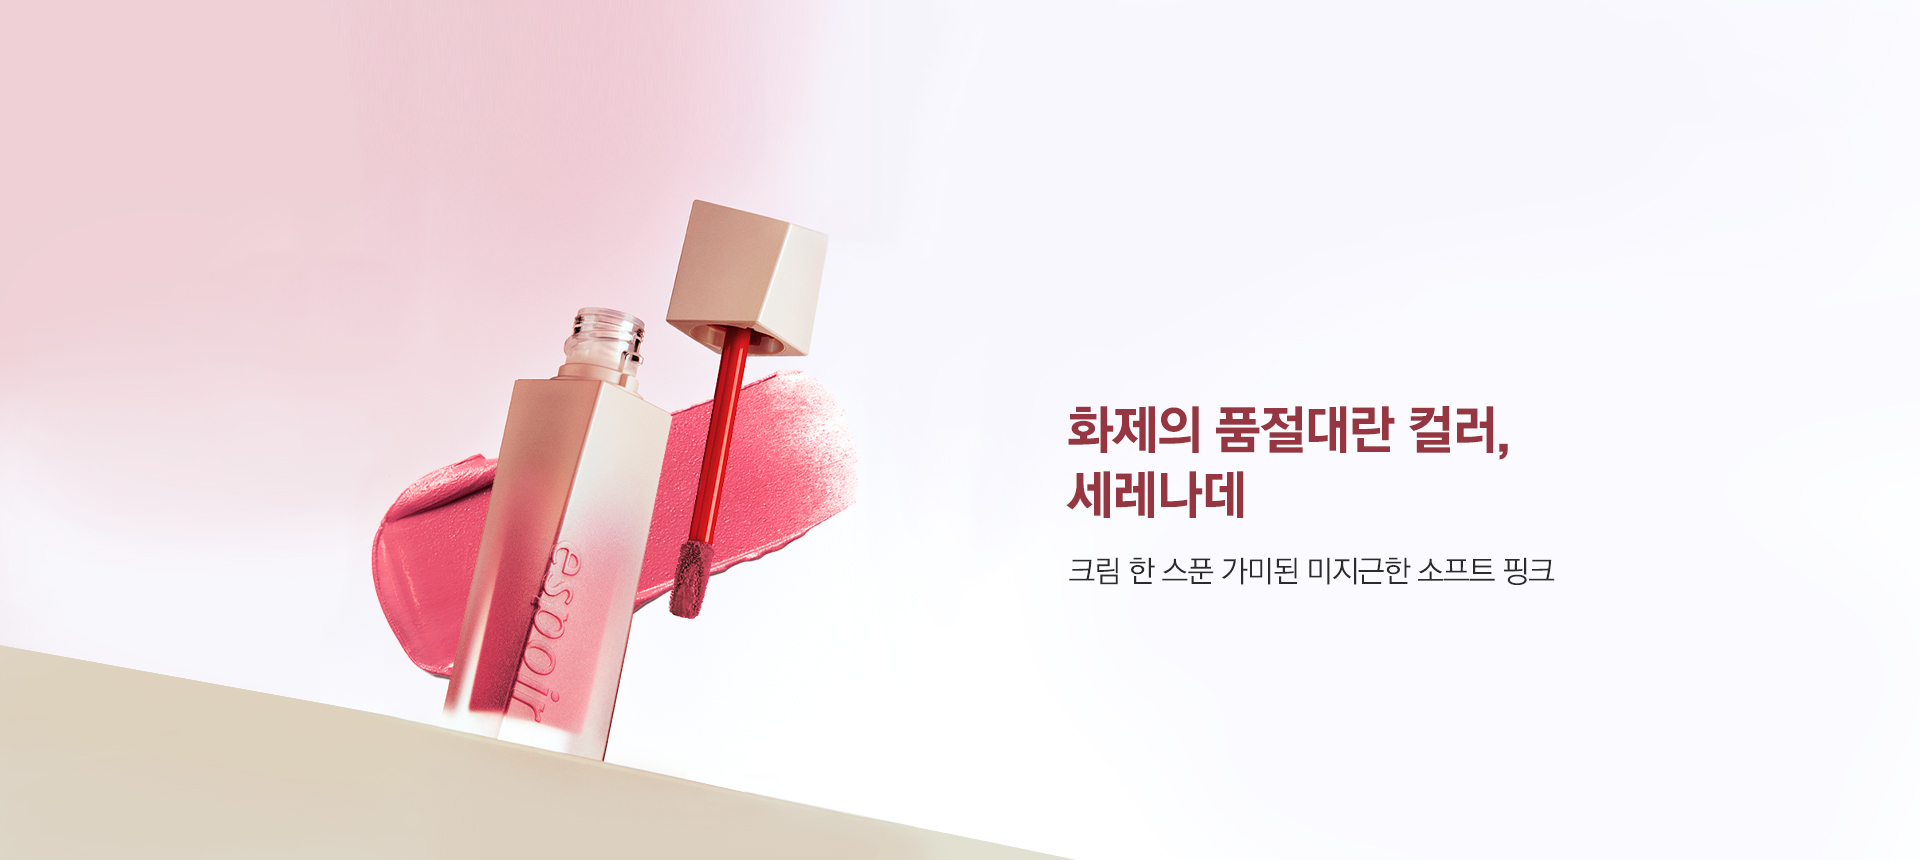 espoir
화제의 품절대란 컬러,
세레나데
크림 한 스푼 가미된 미지근한 소프트 핑크